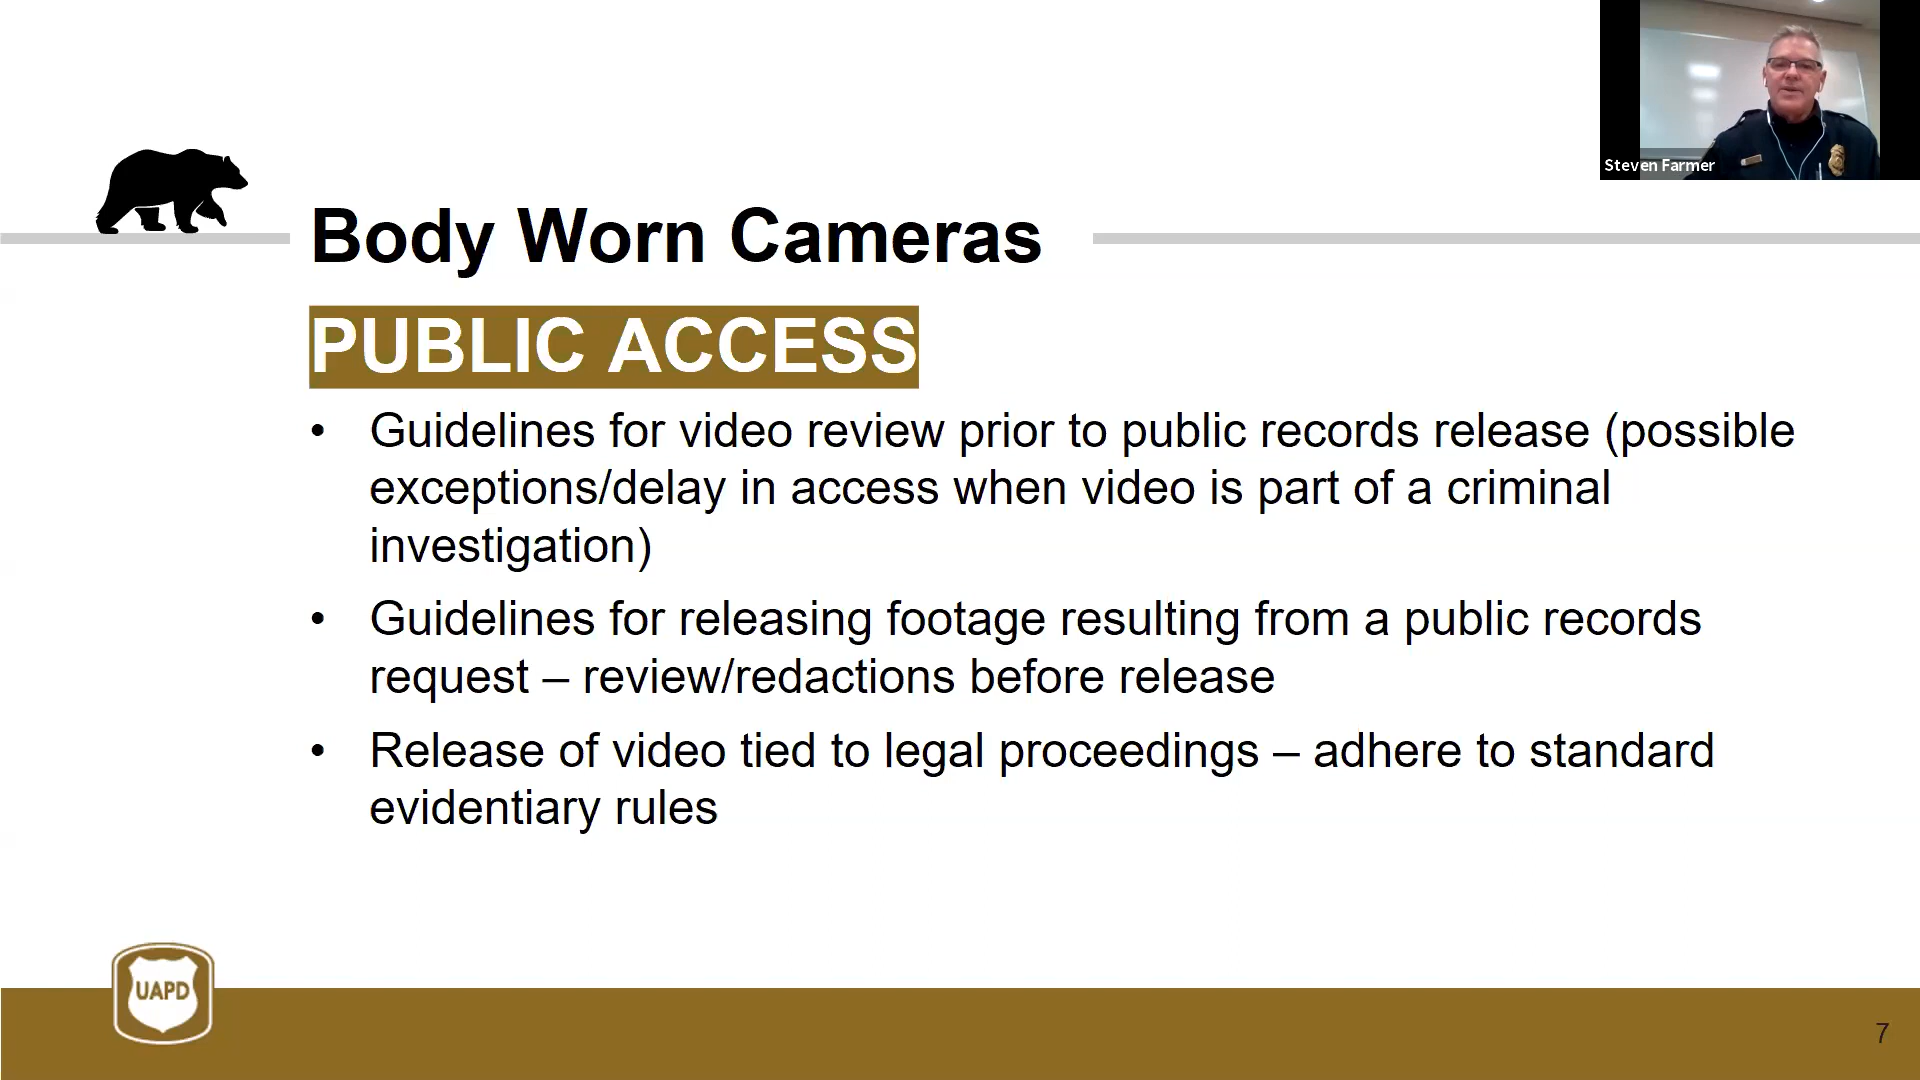 Steven Farmer
Body Worn Cameras
PUBLIC ACCESS
• Guidelines for video review prior to public records release (possible
exceptions/delay in access when video is part of a criminal
investigation)
• Guidelines for releasing footage resulting from a public records
request – review/redactions before release
• Release of video tied to legal proceedings – adhere to standard
evidentiary rules
UAPD
7